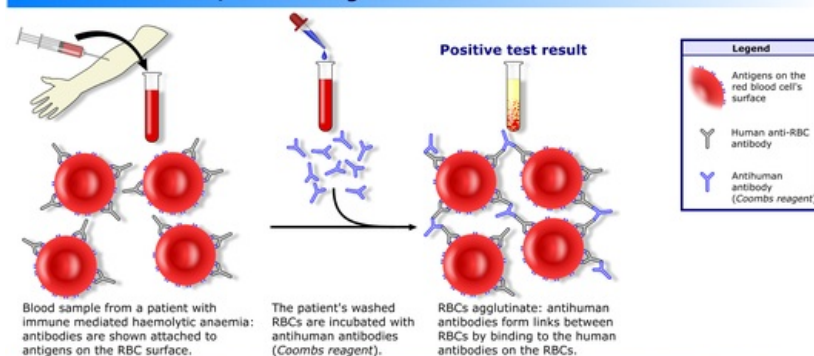 Positive test result
Legend
Antigens on the
red blood cell's
surface
Human anti-RBC
antibody
Antihuman
antibody
(Coombs reagent)
Blood sample from a patient with
immune mediated haemolytic anaemia:
antibodies are shown attached to
antigens on the RBC surface.
The patient's washed
RBCs are incubated with
antihuman antibodies
(Coombs reagent).
RBCs agglutinate: antihuman
antibodies form links between
RBCs by binding to the human
antibodies on the RBCs.